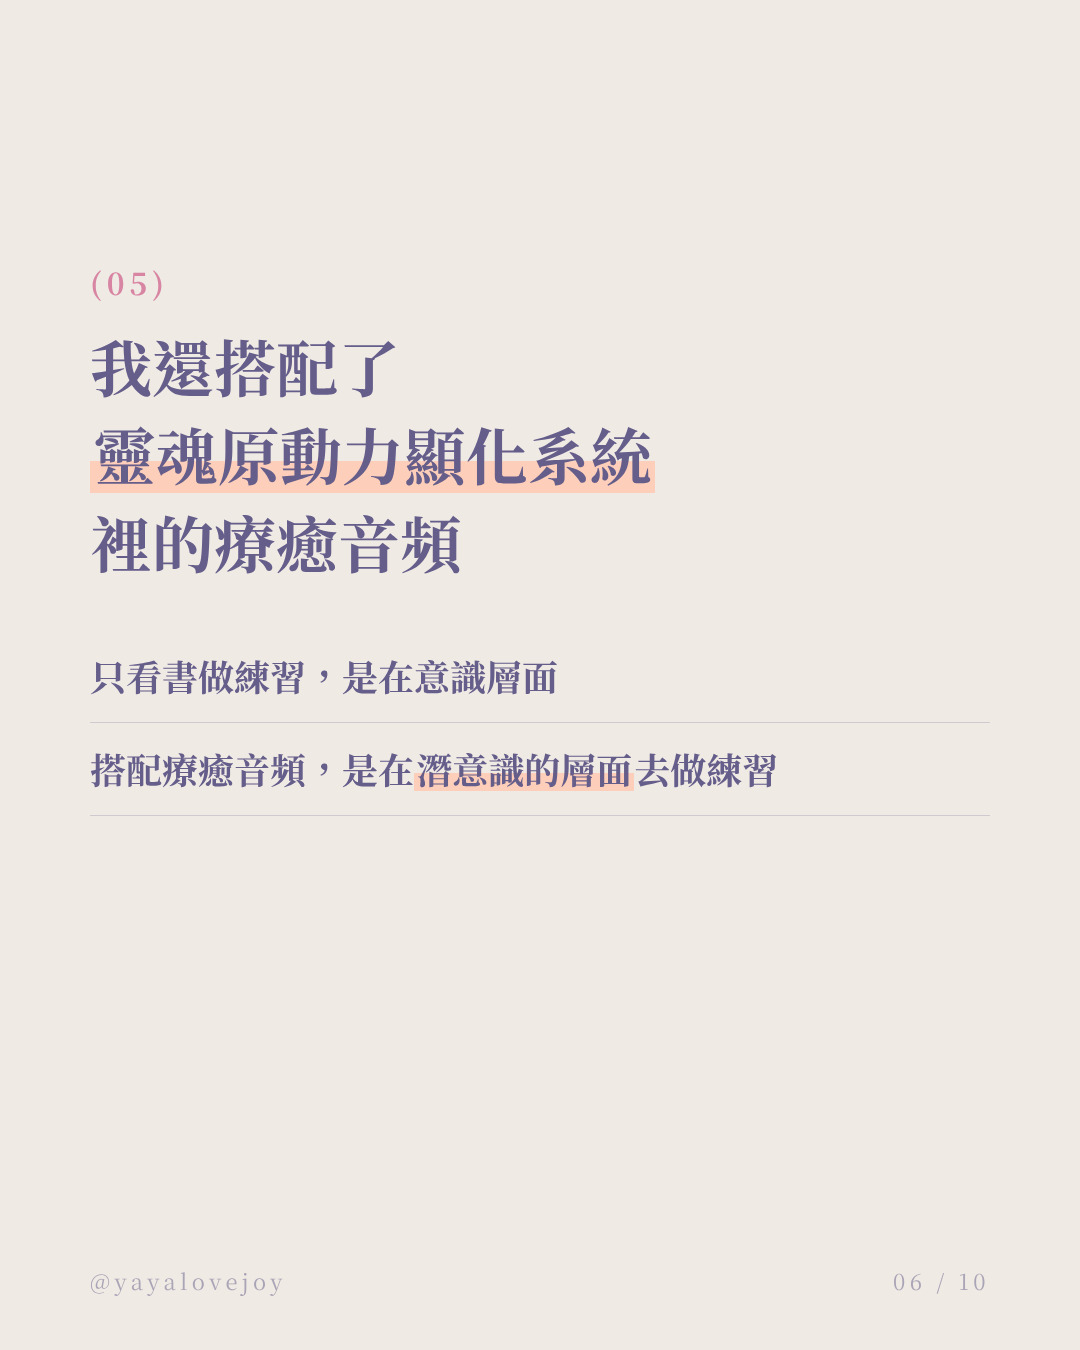 (05)
我還搭配了
靈魂原動力顯化系統
裡的療癒音頻
只看書做練習，是在意識層面
搭配療癒音頻，是在潛意識的層面去做練習
@yayalovejoy
06 / 10